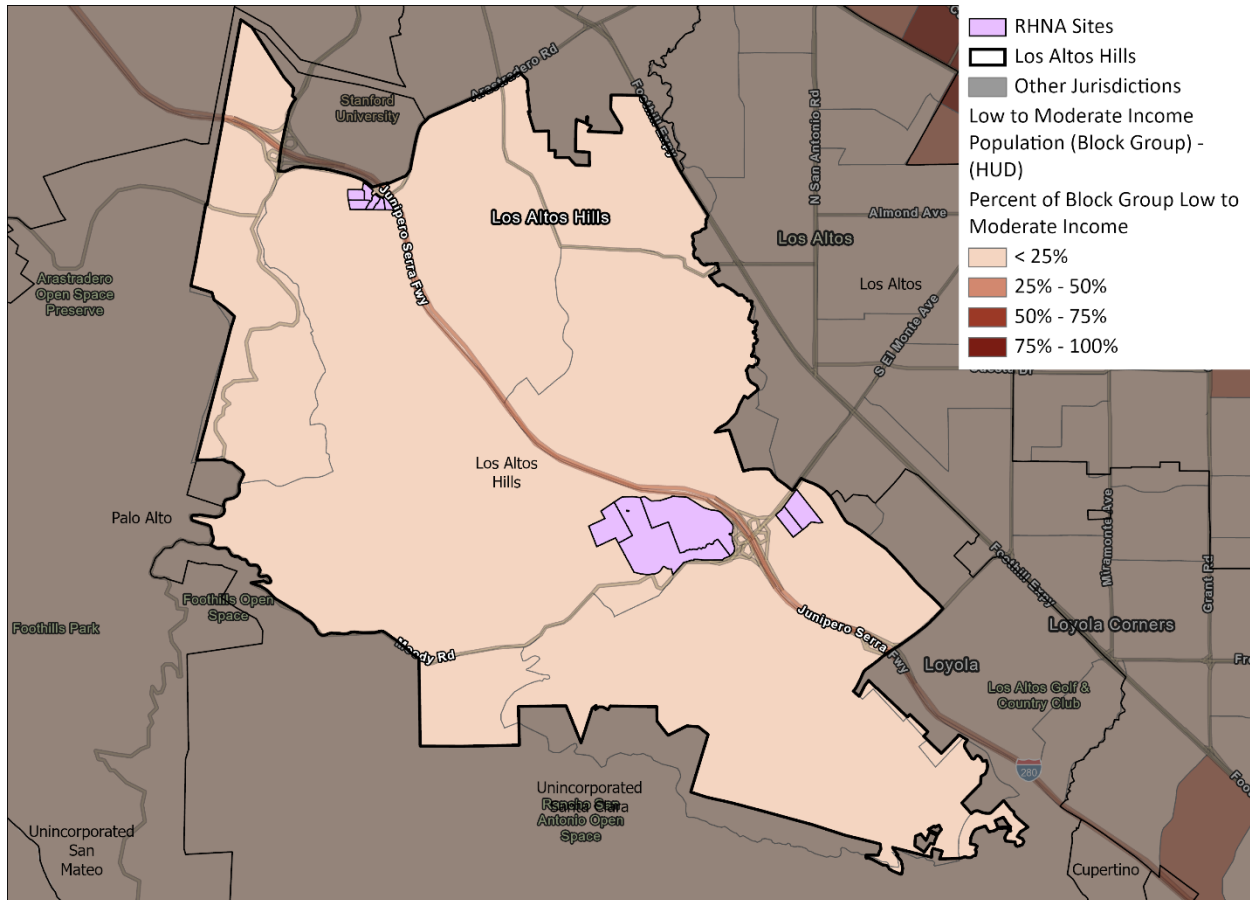 RHNA Sites
Los Altos Hills
Other Jurisdictions
Low to Moderate Income
Population (Block Group) -
(HUD)
Percent of Block Group Low to
Moderate Income
< 25%
25% - 50%
50% - 75%
75% - 100%
Arastradero Rd
Stanford
University
Foothill Expy
N San Antonio Rd
Junipero Serra Fwy
Los Altos Hills
Almond Ave
Los Altos
Los Altos
Arastradero
Open Space
Preserve
S El Monte Ave
Los Altos
Hills
Palo Alto
Miramonte Ave
Grant Rd
Foothill Expy
Foothills Open
Space
Foothills Park
Moody Rd
Junipero Serra Fwy
Loyola Corners
Loyola
Los Altos Golf &
Country Club
280
Unincorporated
Santa Clara
Rancho San
Antonio Open
Space
Unincorporated
San
Mateo
Cupertino